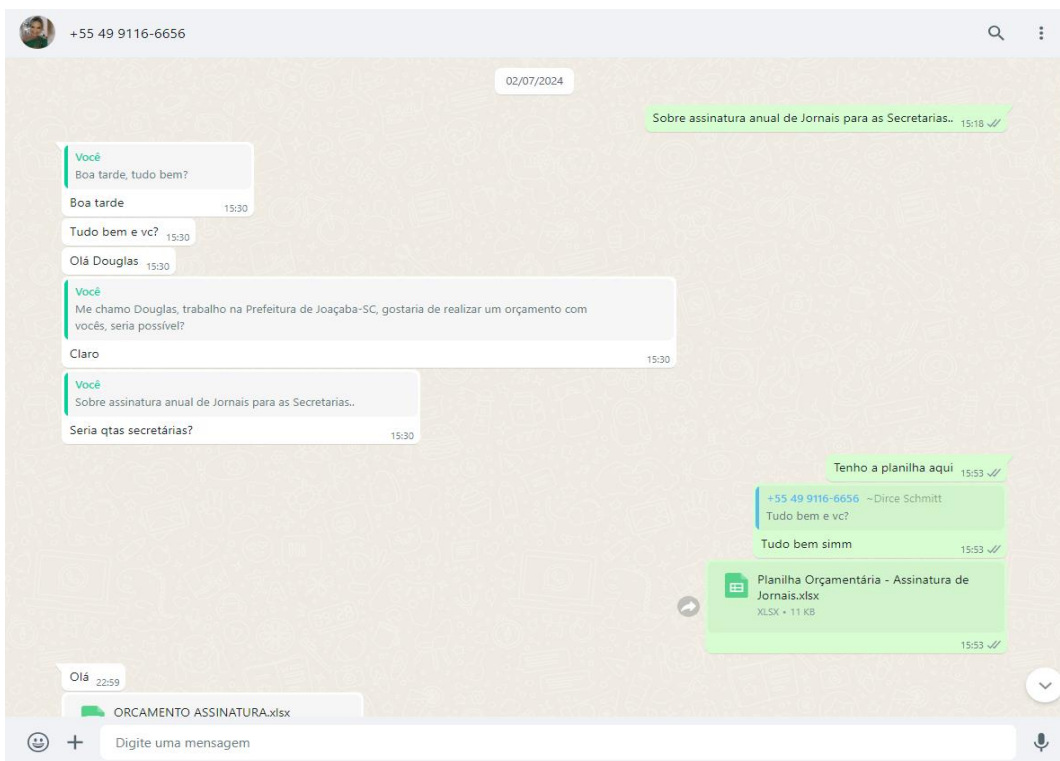 +55 49 9116-6656
02/07/2024
Sobre assinatura anual de Jornais para as Secretarias.. 15:18
Você
Boa tarde, tudo bem?
Boa tarde 15:30
Tudo bem e vc? 15:30
Olá Douglas 15:30
Você
Me chamo Douglas, trabalho na Prefeitura de Joaçaba-SC, gostaria de realizar um orçamento com
vocês, seria possível?
Claro 15:30
Você
Sobre assinatura anual de Jornais para as Secretarias..
Seria qtas secretárias? 15:30
Tenho a planilha aqui 15:53
+55 49 9116-6656 ~Dirce Schmitt
Tudo bem e vc?
Tudo bem simm 15:53
Planilha Orçamentária - Assinatura de
Jornais.xlsx
XLSX • 11 KB
15:53
Olá 22:59
ORCAMENTO ASSINATURA.xlsx
Digite uma mensagem